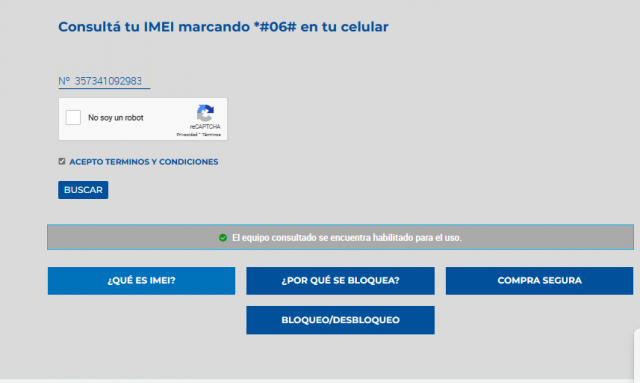 Consultá tu IMEI marcando *#06# en tu celular
Nº 357341092983
No soy un robot
reCAPTCHA
Privacidad - Términos
ACEPTO TERMINOS Y CONDICIONES
BUSCAR
El equipo consultado se encuentra habilitado para el uso.
¿QUÉ ES IMEI?
¿POR QUÉ SE BLOQUEA?
COMPRA SEGURA
BLOQUEO/DESBLOQUEO